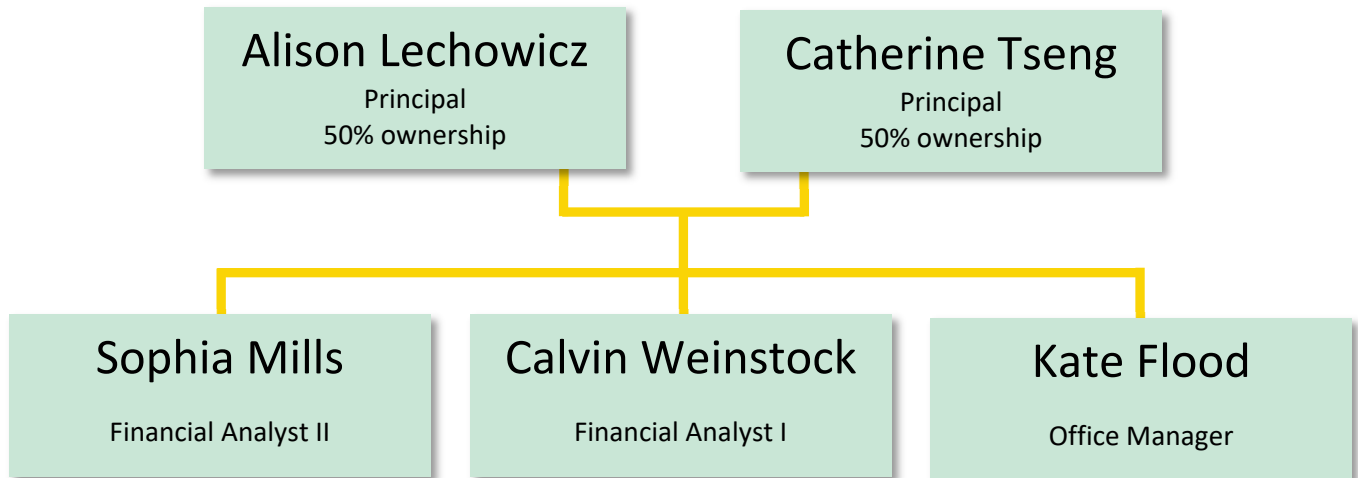 Alison Lechowicz
Principal
50% ownership
Catherine Tseng
Principal
50% ownership
Sophia Mills
Financial Analyst II
Calvin Weinstock
Financial Analyst I
Kate Flood
Office Manager